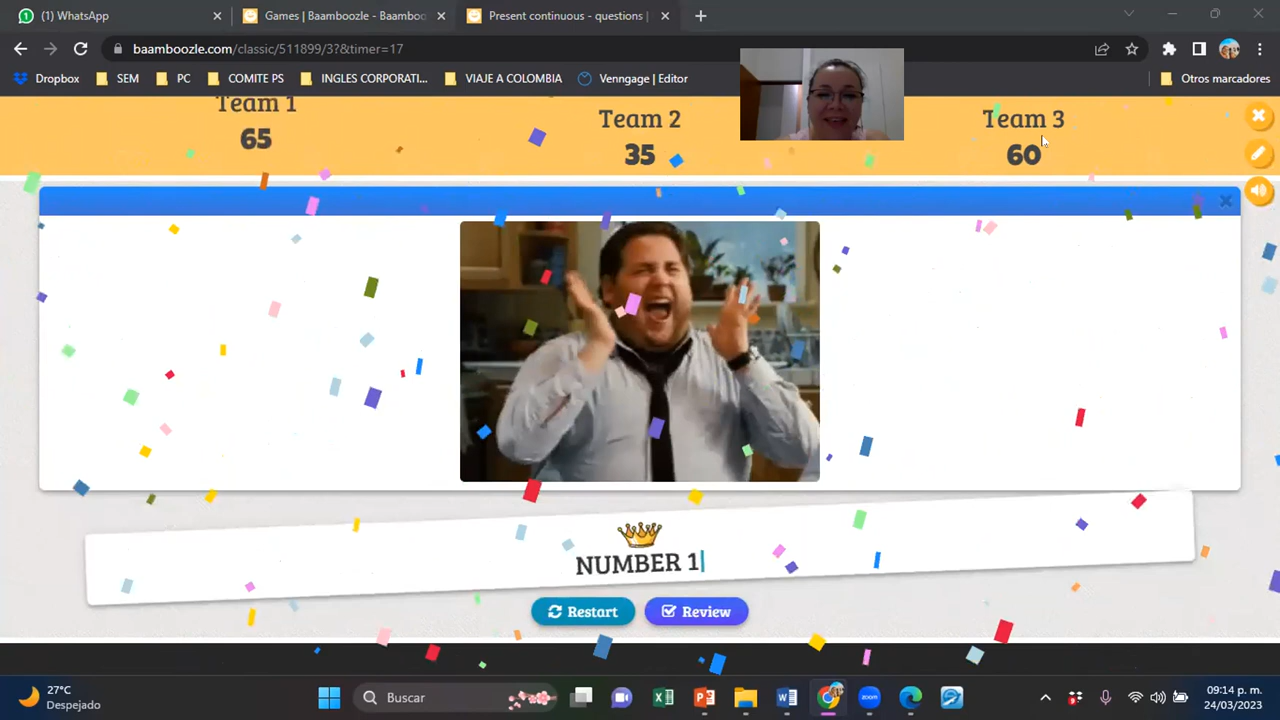 (1) WhatsApp
Games | Baamboozle - Baamboo
Present continuous - questions |
baamboozle.com/classic/511899/3?&timer=17
Dropbox
SEM
PC
COMITE PS
INGLES CORPORATI...
VIAJE A COLOMBIA
Venngage | Editor
Otros marcadores
Team 1
65
Team 2
35
Team 3
60
NUMBER 1
Restart
Review
27°C
Despejado
Buscar
09:14 p. m.
24/03/2023